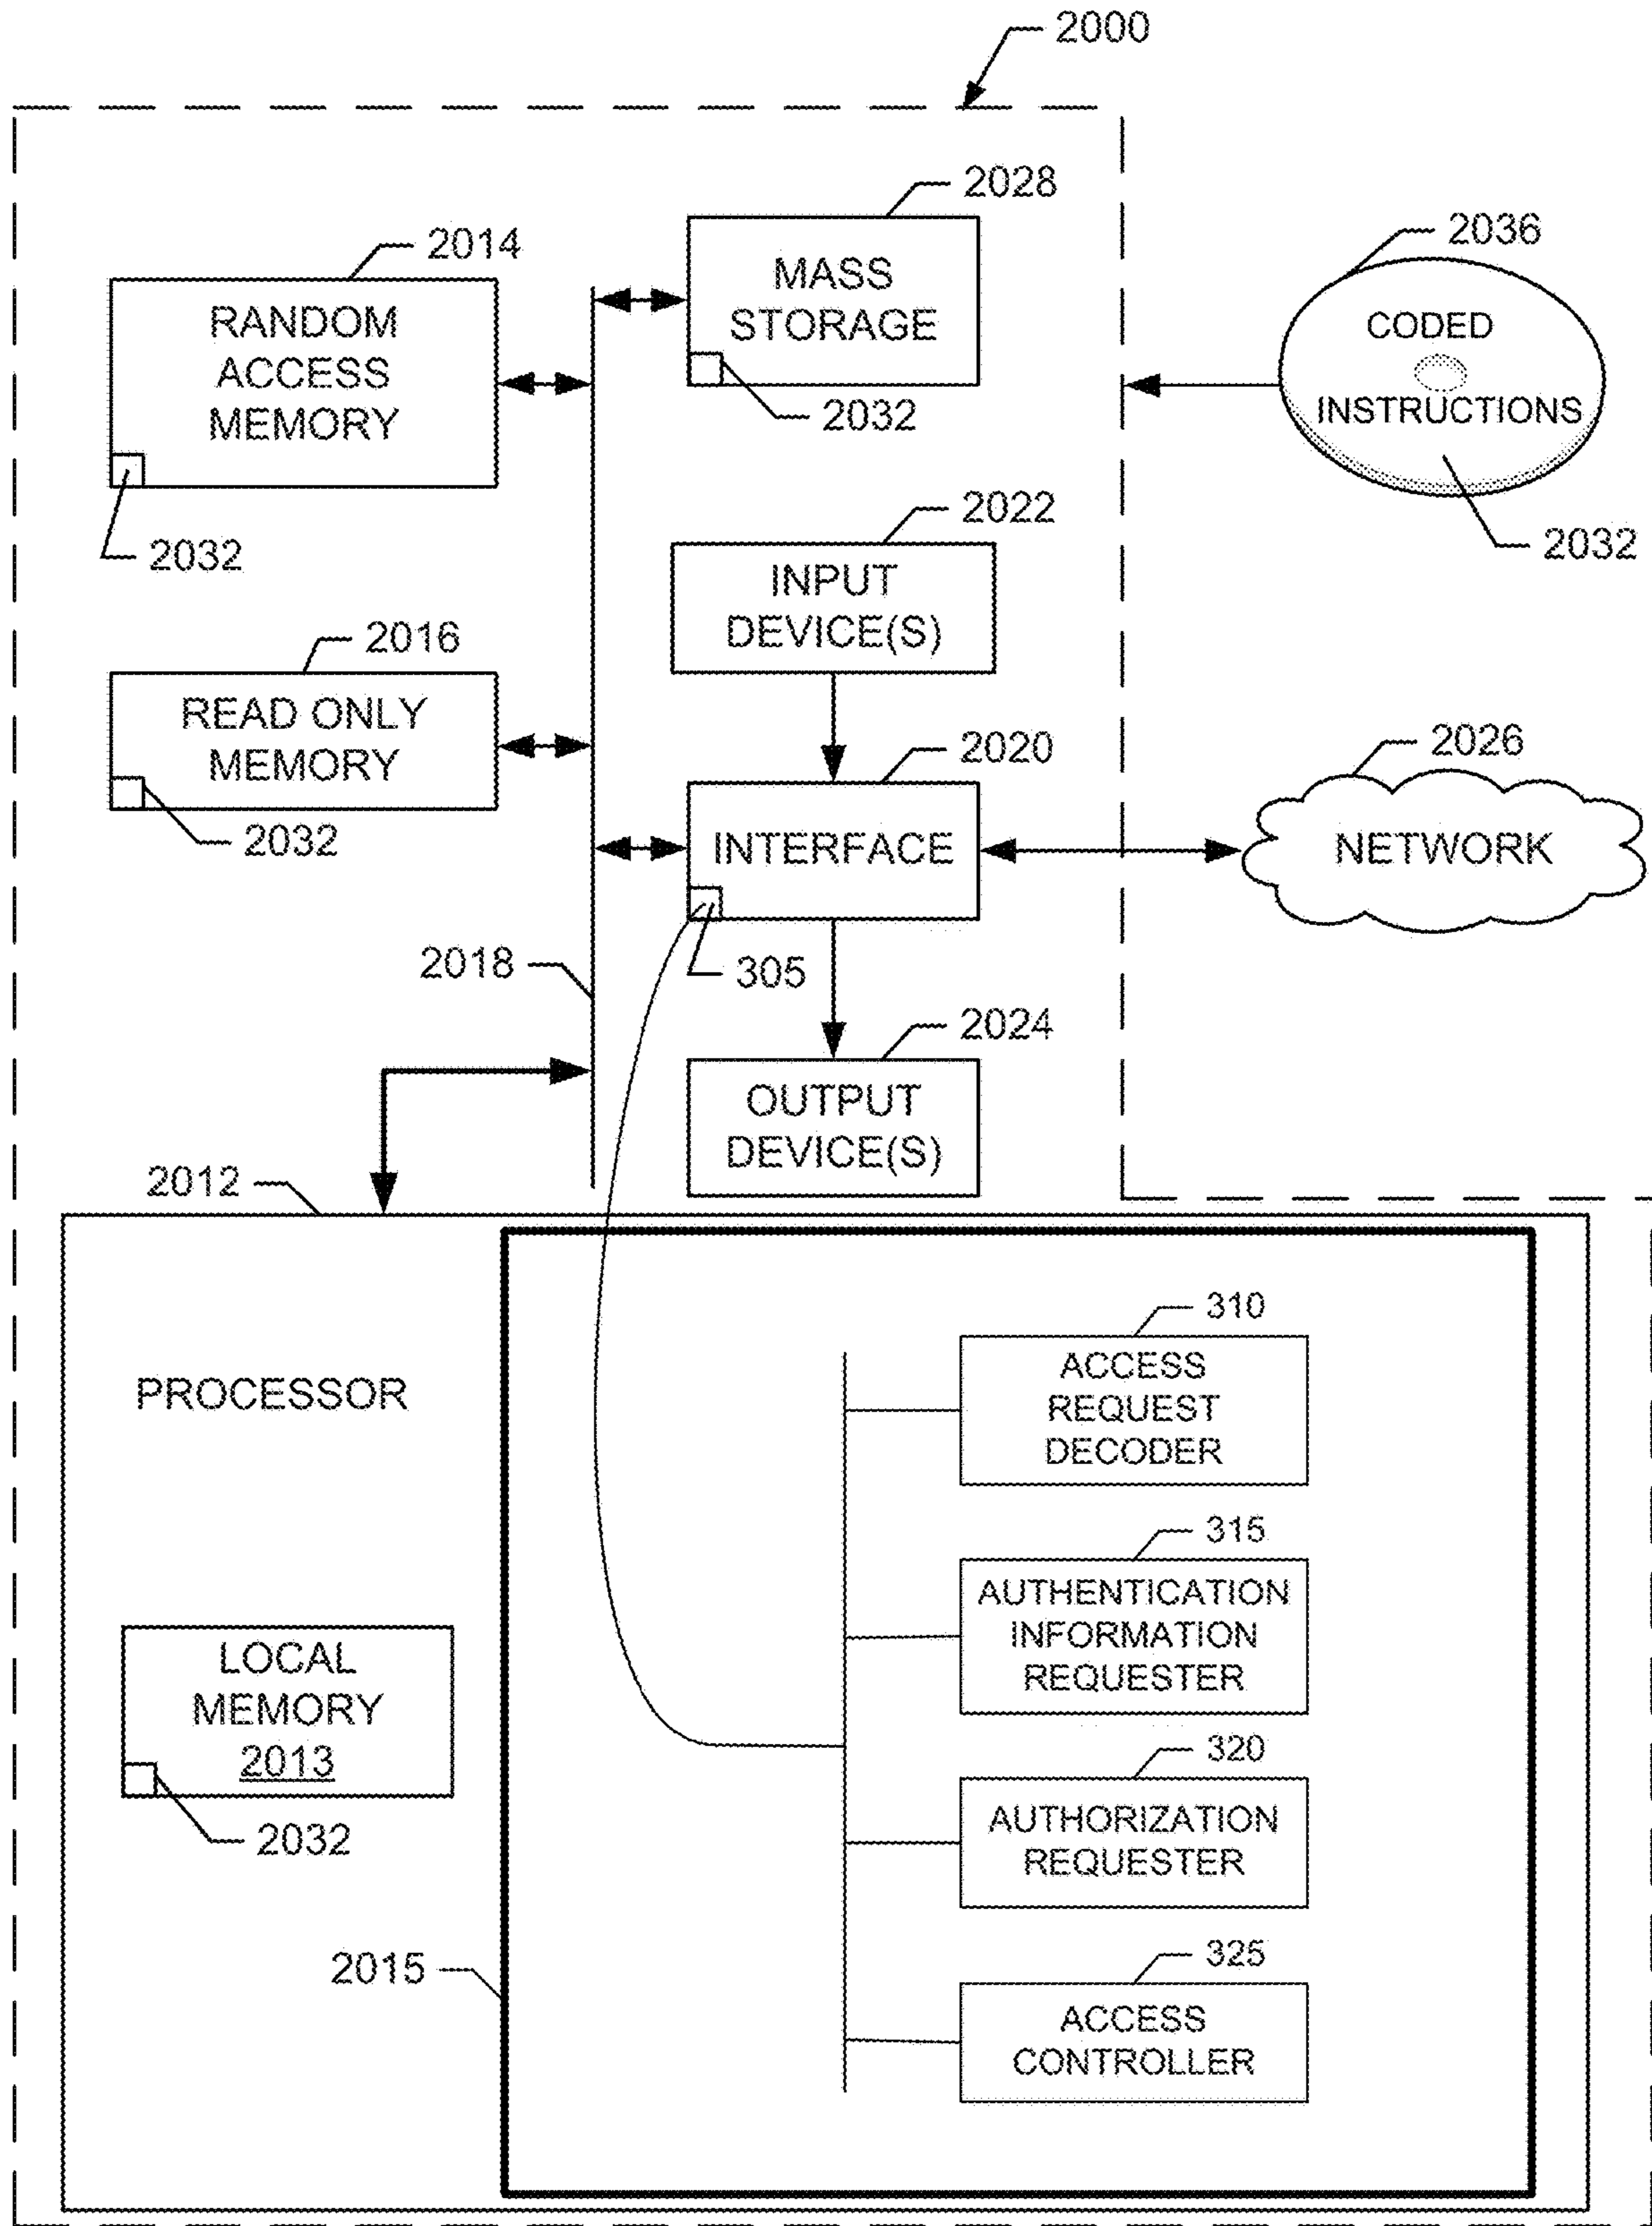 2000
2028
MASS
STORAGE
2032
2014
RANDOM
ACCESS
MEMORY
2032
2036
CODED
INSTRUCTIONS
2032
2022
INPUT
DEVICE(S)
2016
READ ONLY
MEMORY
2032
2020
INTERFACE
305
2026
NETWORK
2018
2024
OUTPUT
DEVICE(S)
2012
PROCESSOR
310
ACCESS
REQUEST
DECODER
315
AUTHENTICATION
INFORMATION
REQUESTER
LOCAL
MEMORY
2013
2032
320
AUTHORIZATION
REQUESTER
2015
325
ACCESS
CONTROLLER